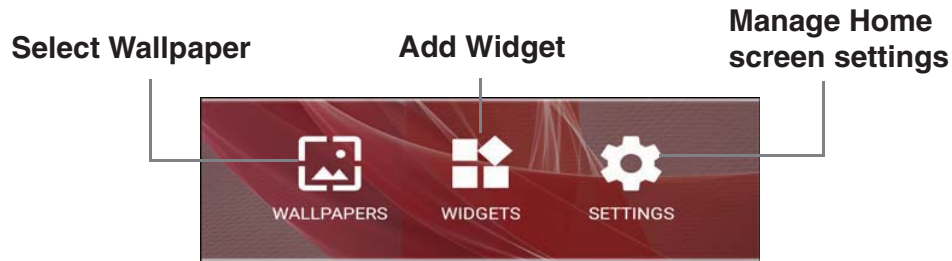 Select Wallpaper
Add Widget
Manage Home
screen settings
WALLPAPERS
WIDGETS
SETTINGS